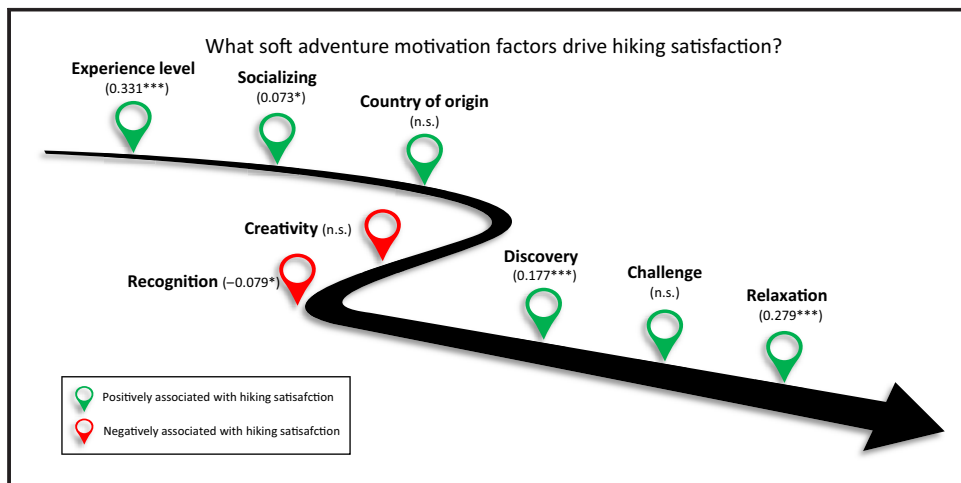 What soft adventure motivation factors drive hiking satisfaction?
Experience level
(0.331***)
Socializing
(0.073*)
Country of origin
(n.s.)
Creativity (n.s.)
Recognition (−0.079*)
Discovery
(0.177***)
Challenge
(n.s.)
Relaxation
(0.279***)
Positively associated with hiking satisafction
Negatively associated with hiking satisafction